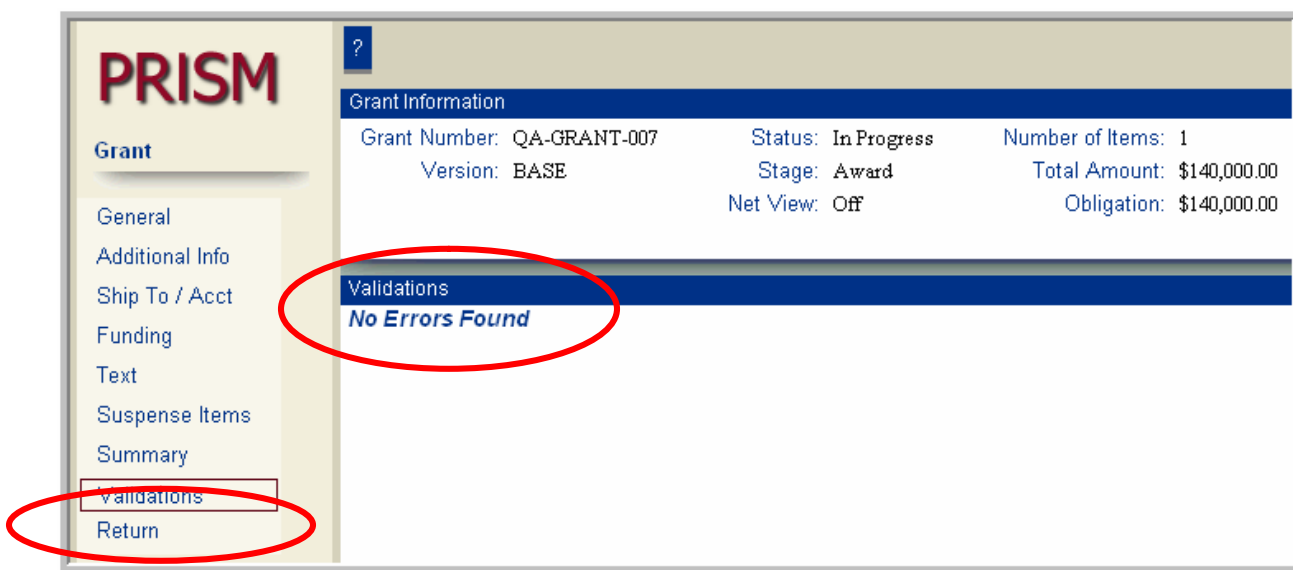 PRISM
Grant
General
Additional Info
Ship To / Acct
Funding
Text
Suspense Items
Summary
Validations
Return
?
Grant Information
Grant Number: QA-GRANT-007 Status: In Progress Number of Items: 1
Version: BASE Stage: Award Total Amount: $140,000.00
Net View: Off Obligation: $140,000.00
Validations
No Errors Found